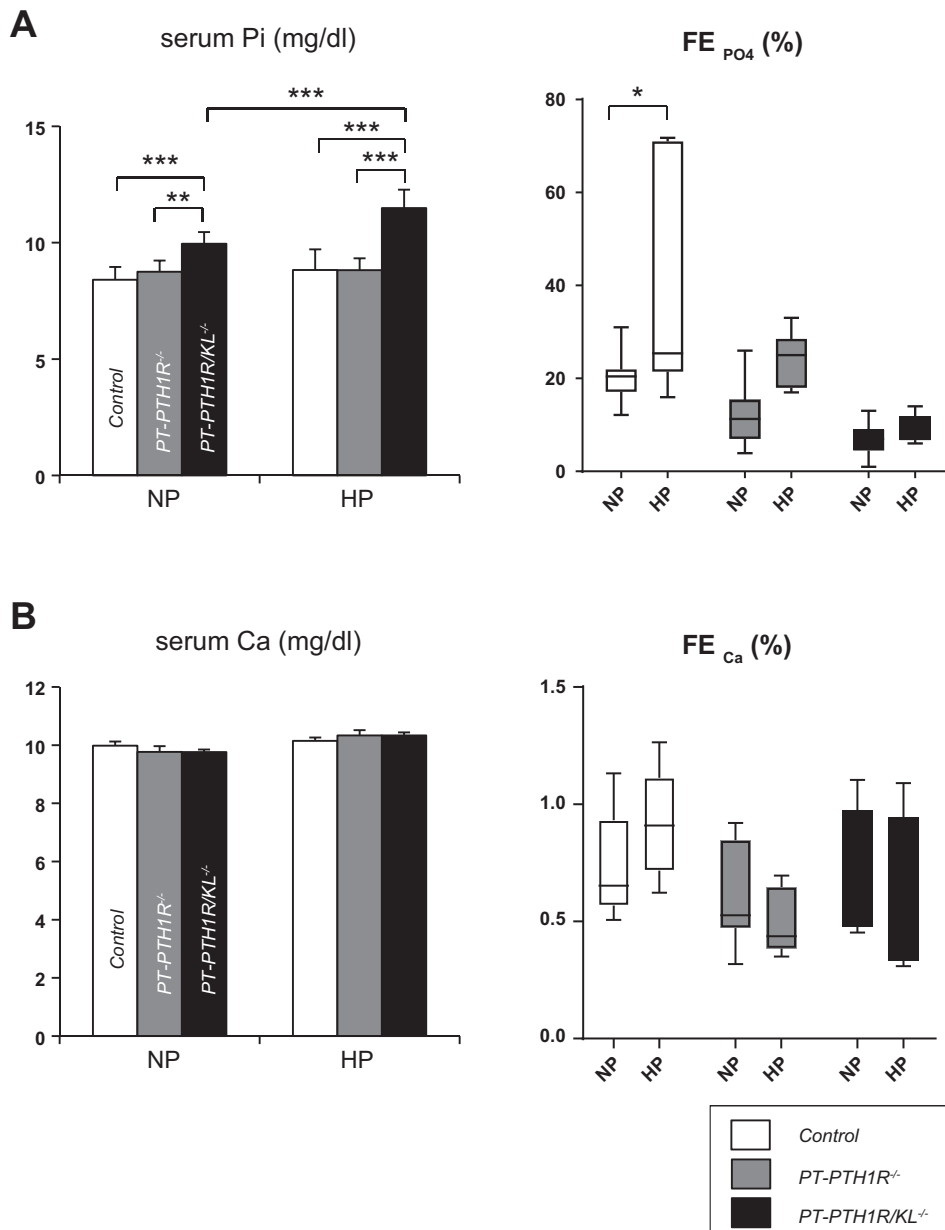 A
serum Pi (mg/dl)
15
10
5
0
***
**
***
***
***
Control
PT-PTH1R-/-
PT-PTH1R/KL-/-
NP
HP
FE PO4 (%)
80
60
40
20
0
*
NP
HP
NP
HP
NP
HP
B
serum Ca (mg/dl)
12
10
8
6
4
2
0
Control
PT-PTH1R-/-
PT-PTH1R/KL-/-
NP
HP
FE Ca (%)
1.5
1.0
0.5
0.0
NP
HP
NP
HP
NP
HP
Control
PT-PTH1R-/-
PT-PTH1R/KL-/-